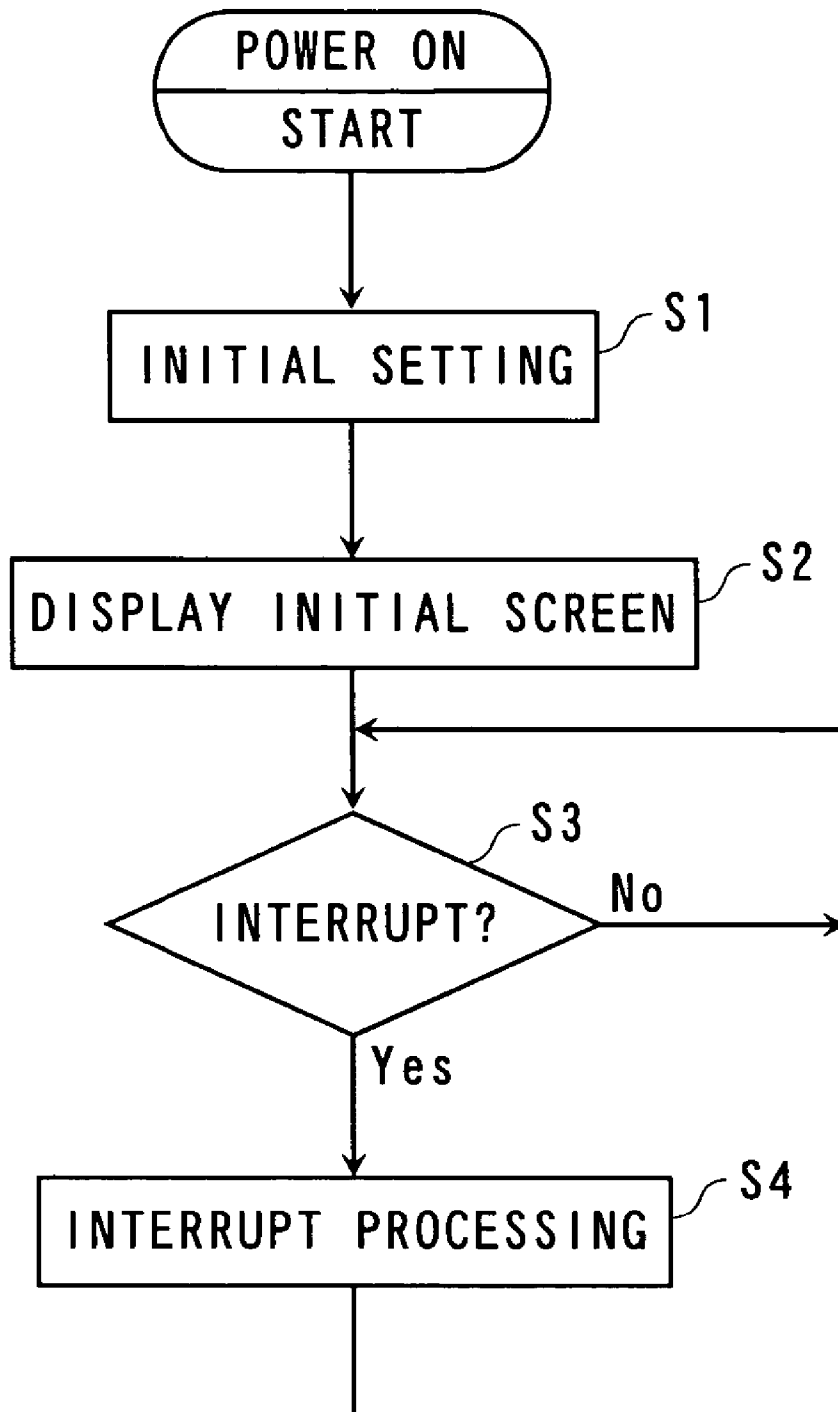 POWER ON
START
S1
INITIAL SETTING
S2
DISPLAY INITIAL SCREEN
S3
INTERRUPT?
No
Yes
S4
INTERRUPT PROCESSING